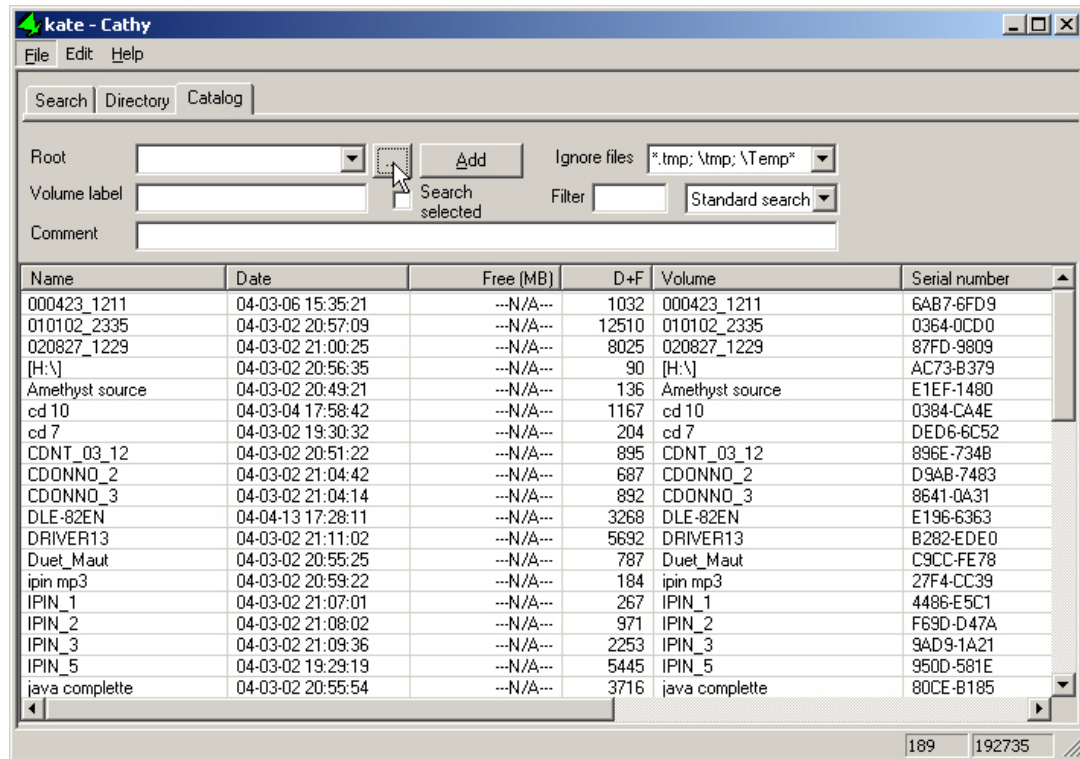 kate - Cathy
File Edit Help
Search Directory Catalog
Root ... Add Ignore files *.tmp; \tmp; \Temp*
Volume label Search selected Filter Standard search
Comment
Name Date Free (MB) D+F Volume Serial number
000423_1211 04-03-06 15:35:21 ---N/A--- 1032 000423_1211 6AB7-6FD9
010102_2335 04-03-02 20:57:09 ---N/A--- 12510 010102_2335 0364-0CD0
020827_1229 04-03-02 21:00:25 ---N/A--- 8025 020827_1229 87FD-9809
[H:\] 04-03-02 20:56:35 ---N/A--- 90 [H:\] AC73-B379
Amethyst source 04-03-02 20:49:21 ---N/A--- 136 Amethyst source E1EF-1480
cd 10 04-03-04 17:58:42 ---N/A--- 1167 cd 10 0384-CA4E
cd 7 04-03-02 19:30:32 ---N/A--- 204 cd 7 DED6-6C52
CDNT_03_12 04-03-02 20:51:22 ---N/A--- 895 CDNT_03_12 896E-734B
CDONNO_2 04-03-02 21:04:42 ---N/A--- 687 CDONNO_2 D9AB-7483
CDONNO_3 04-03-02 21:04:14 ---N/A--- 892 CDONNO_3 8641-0A31
DLE-82EN 04-04-13 17:28:11 ---N/A--- 3268 DLE-82EN E196-6363
DRIVER13 04-03-02 21:11:02 ---N/A--- 5692 DRIVER13 B282-EDE0
Duet_Maut 04-03-02 20:55:25 ---N/A--- 787 Duet_Maut C9CC-FE78
ipin mp3 04-03-02 20:59:22 ---N/A--- 184 ipin mp3 27F4-CC39
IPIN_1 04-03-02 21:07:01 ---N/A--- 267 IPIN_1 4486-E5C1
IPIN_2 04-03-02 21:08:02 ---N/A--- 971 IPIN_2 F69D-D47A
IPIN_3 04-03-02 21:09:36 ---N/A--- 2253 IPIN_3 9AD9-1A21
IPIN_5 04-03-02 19:29:19 ---N/A--- 5445 IPIN_5 950D-581E
java complette 04-03-02 20:55:54 ---N/A--- 3716 java complette 80CE-B185
189 192735